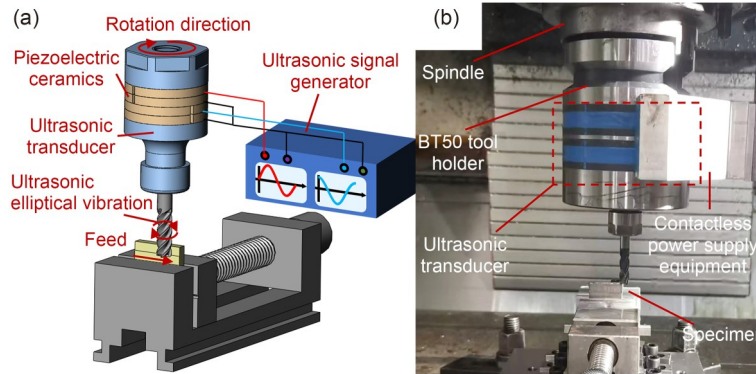 (a)
Rotation direction
Piezoelectric
ceramics
Ultrasonic signal
generator
Ultrasonic
transducer
Ultrasonic
elliptical vibration
Feed
(b)
Spindle
BT50 tool
holder
Ultrasonic
transducer
Contactless
power supply
equipment
Specimen